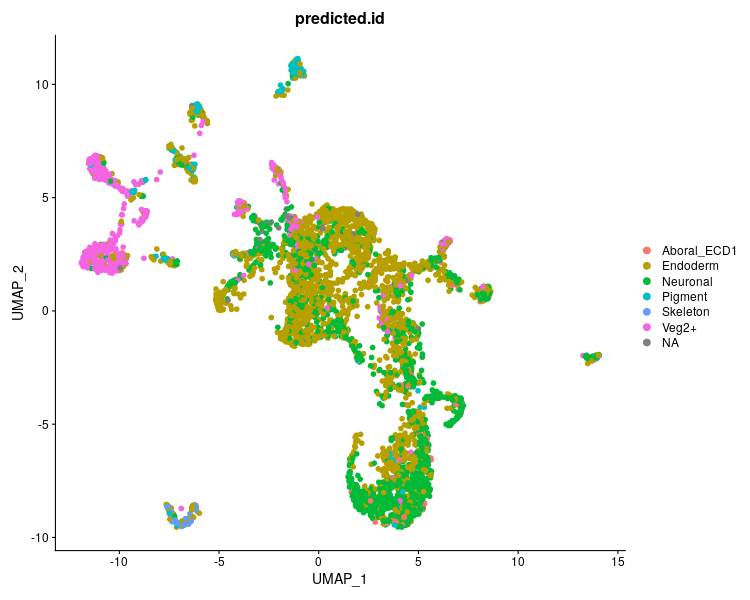 predicted.id
10
5
0
-5
-10
UMAP_2
-10
-5
0
5
10
15
UMAP_1
Aboral_ECD1
Endoderm
Neuronal
Pigment
Skeleton
Veg2+
NA